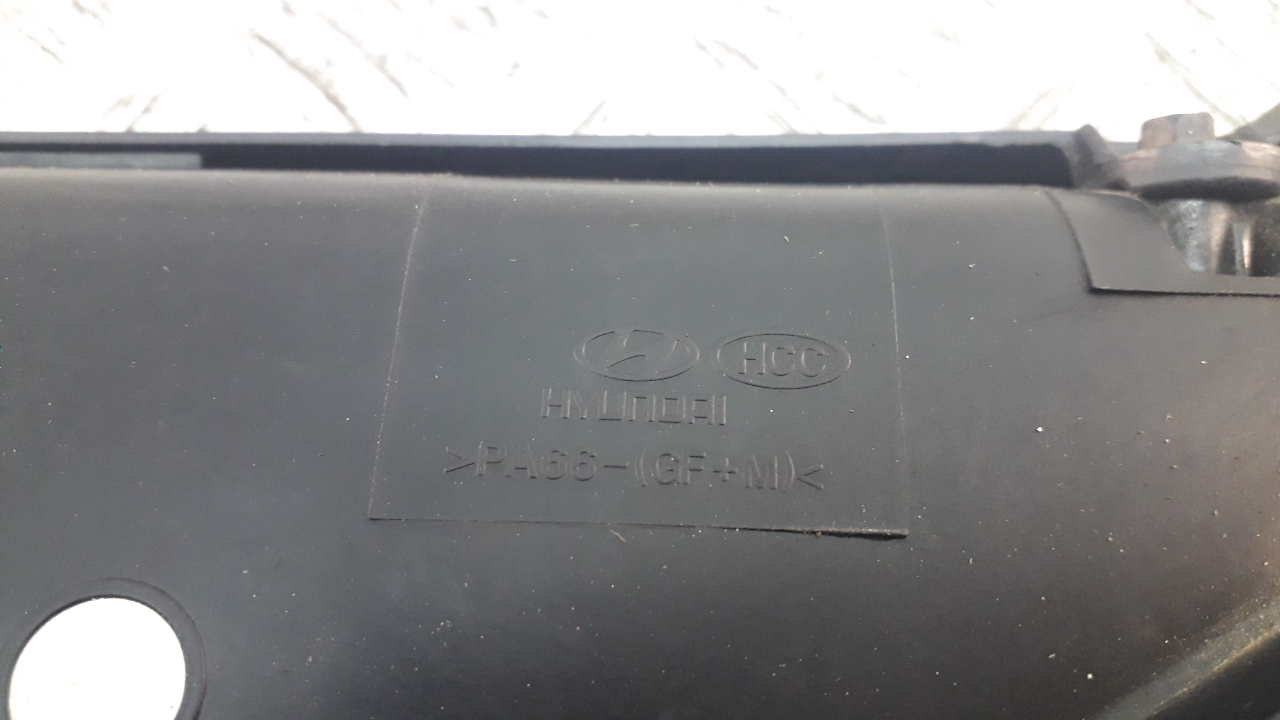 HCC
HYUNDAI
>PA66-(GF+M)<